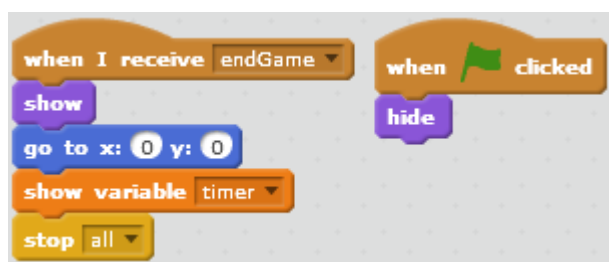 when I receive endGame
show
go to x: 0 y: 0
show variable timer
stop all
when clicked
hide